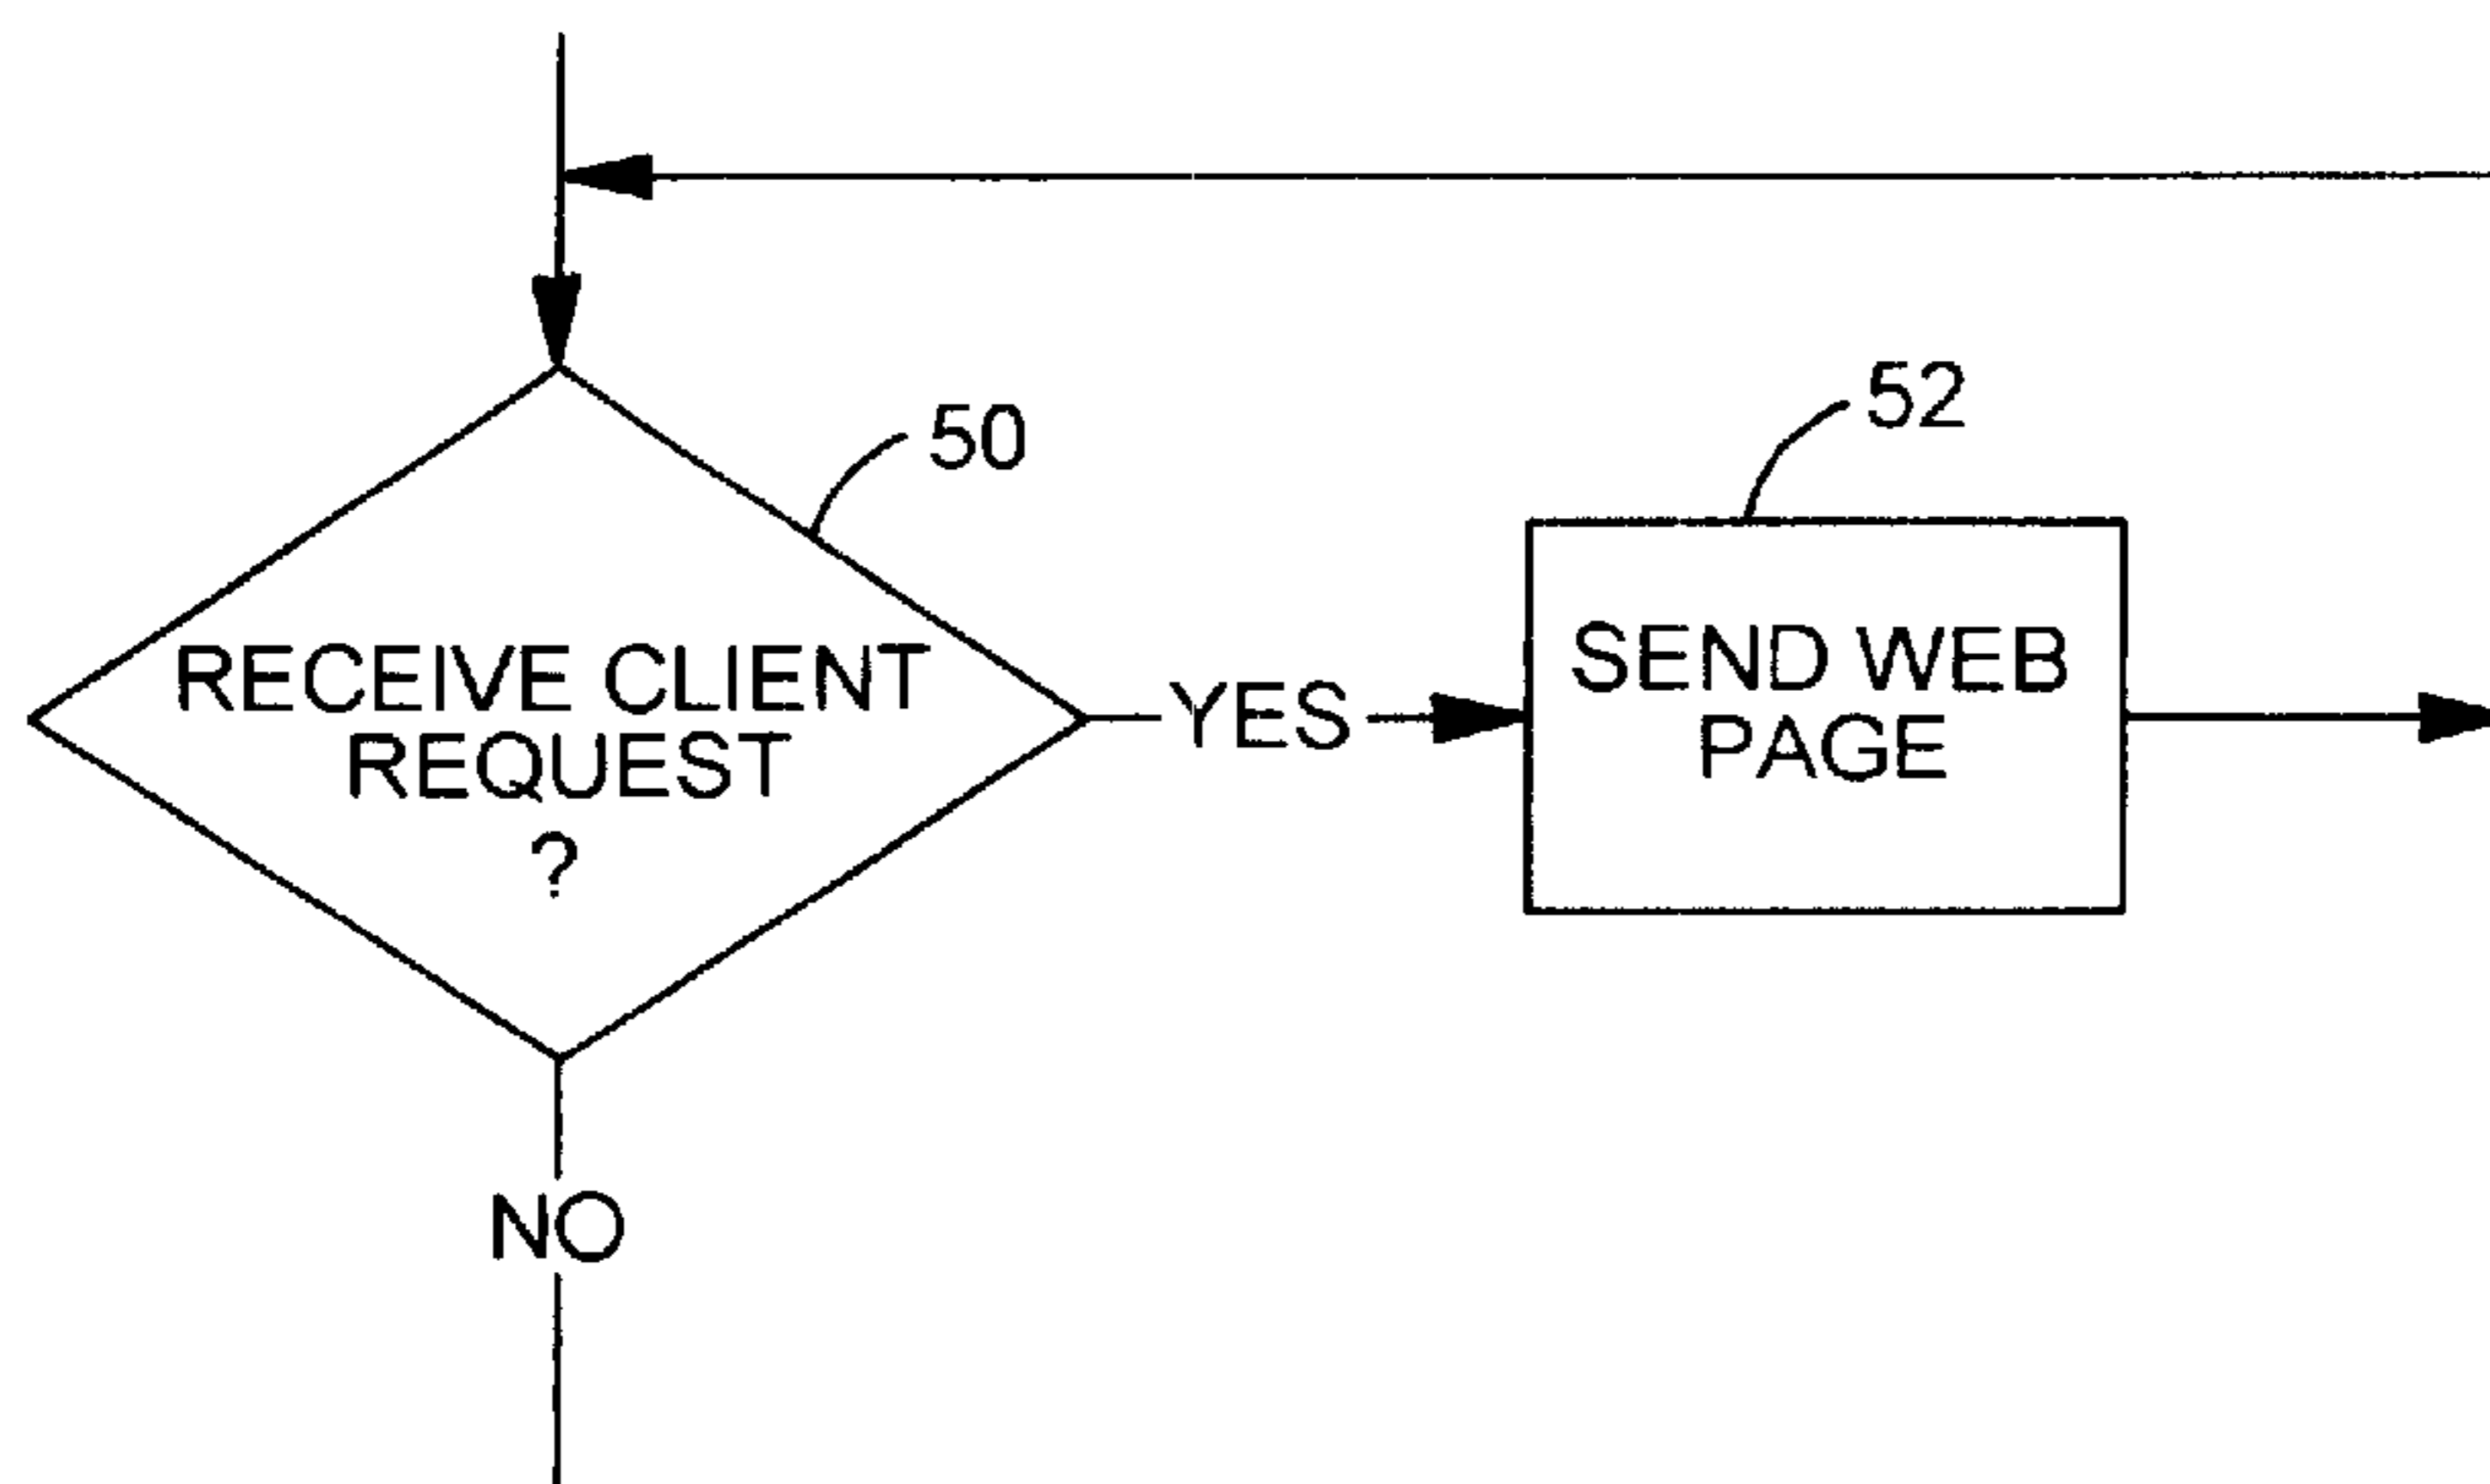 50
52
RECEIVE CLIENT
REQUEST
?
YES
SEND WEB
PAGE
NO